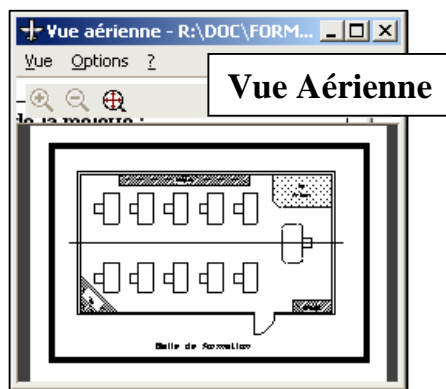 Vue aérienne - R:\DOC\FORM...
Vue Options ?
Vue Aérienne
Salle de formation